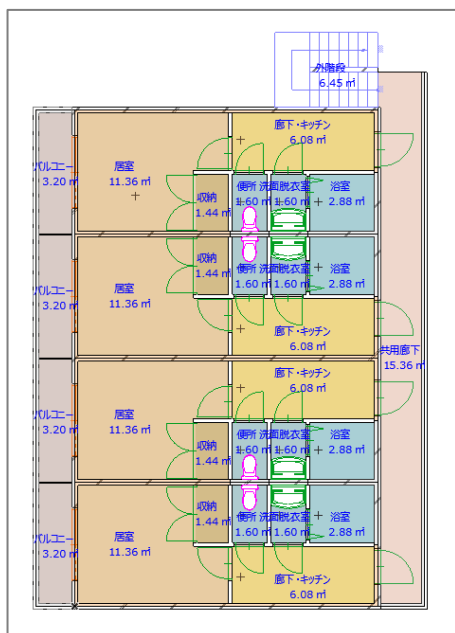 外階段
6.45 ㎡
廊下・キッチン
6.08 ㎡
バルコニー
3.20 ㎡
居室
11.36 ㎡
収納
1.44 ㎡
便所
1.60 ㎡
洗面脱衣室
1.60 ㎡
浴室
2.88 ㎡
バルコニー
3.20 ㎡
居室
11.36 ㎡
収納
1.44 ㎡
便所
1.60 ㎡
洗面脱衣室
1.60 ㎡
浴室
2.88 ㎡
廊下・キッチン
6.08 ㎡
共用廊下
15.36 ㎡
廊下・キッチン
6.08 ㎡
バルコニー
3.20 ㎡
居室
11.36 ㎡
収納
1.44 ㎡
便所
1.60 ㎡
洗面脱衣室
1.60 ㎡
浴室
2.88 ㎡
バルコニー
3.20 ㎡
居室
11.36 ㎡
収納
1.44 ㎡
便所
1.60 ㎡
洗面脱衣室
1.60 ㎡
浴室
2.88 ㎡
廊下・キッチン
6.08 ㎡